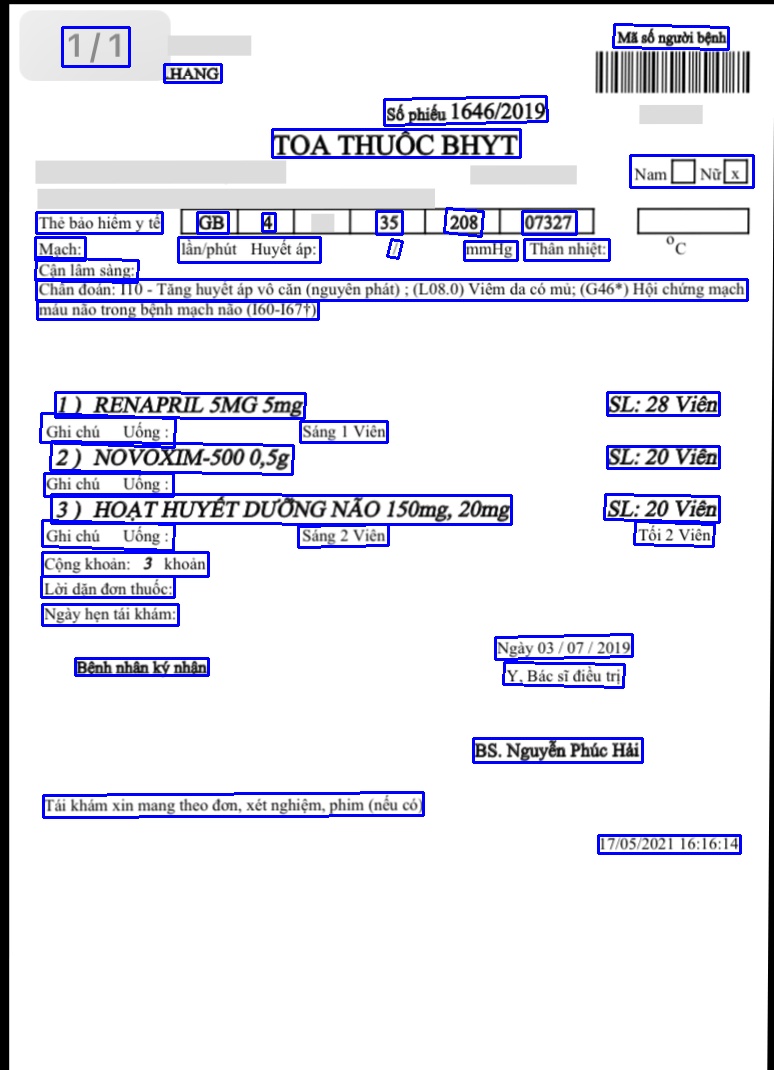 1/1
Mã số người bệnh
.HANG
Số phiếu 1646/2019
TOA THUỐC BHYT
Nam Nữ x
Thẻ bảo hiểm y tế GB 4 35 208 07327
Mạch: lần/phút Huyết áp: / mmHg Thân nhiệt: °C
Cận lâm sàng:
Chẩn đoán: I10 - Tăng huyết áp vô căn (nguyên phát) ; (L08.0) Viêm da có mủ; (G46*) Hội chứng mạch
máu não trong bệnh mạch não (I60-I67†)
1 ) RENAPRIL 5MG 5mg SL: 28 Viên
Ghi chú Uống : Sáng 1 Viên
2 ) NOVOXIM-500 0,5g SL: 20 Viên
Ghi chú Uống :
3 ) HOẠT HUYẾT DƯỠNG NÃO 150mg, 20mg SL: 20 Viên
Ghi chú Uống : Sáng 2 Viên Tối 2 Viên
Cộng khoản: 3 khoản
Lời dặn đơn thuốc:
Ngày hẹn tái khám:
Ngày 03 / 07 / 2019
Bệnh nhân ký nhận
Y, Bác sĩ điều trị
BS. Nguyễn Phúc Hải
Tái khám xin mang theo đơn, xét nghiệm, phim (nếu có)
17/05/2021 16:16:14